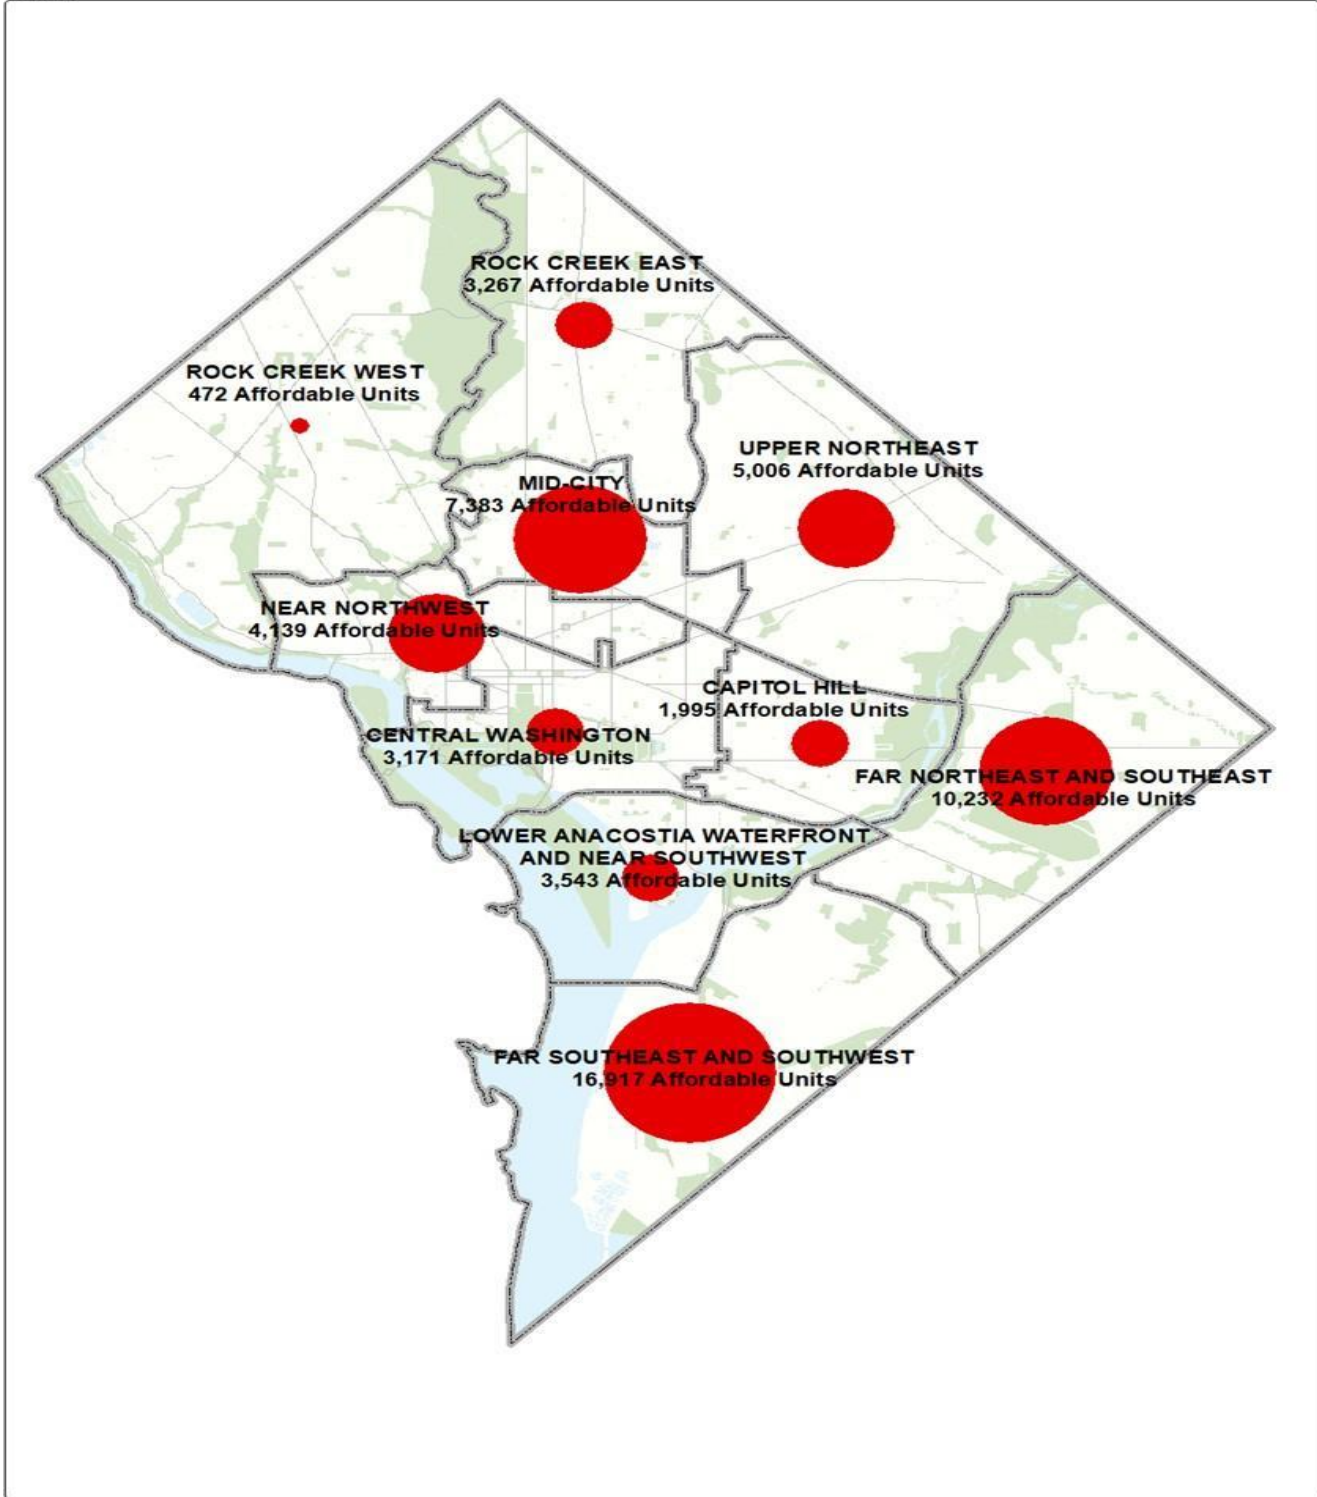 ROCK CREEK EAST
3,267 Affordable Units
ROCK CREEK WEST
472 Affordable Units
UPPER NORTHEAST
5,006 Affordable Units
MID-CITY
7,383 Affordable Units
NEAR NORTHWEST
4,139 Affordable Units
CAPITOL HILL
1,995 Affordable Units
CENTRAL WASHINGTON
3,171 Affordable Units
FAR NORTHEAST AND SOUTHEAST
10,232 Affordable Units
LOWER ANACOSTIA WATERFRONT
AND NEAR SOUTHWEST
3,543 Affordable Units
FAR SOUTHEAST AND SOUTHWEST
16,917 Affordable Units